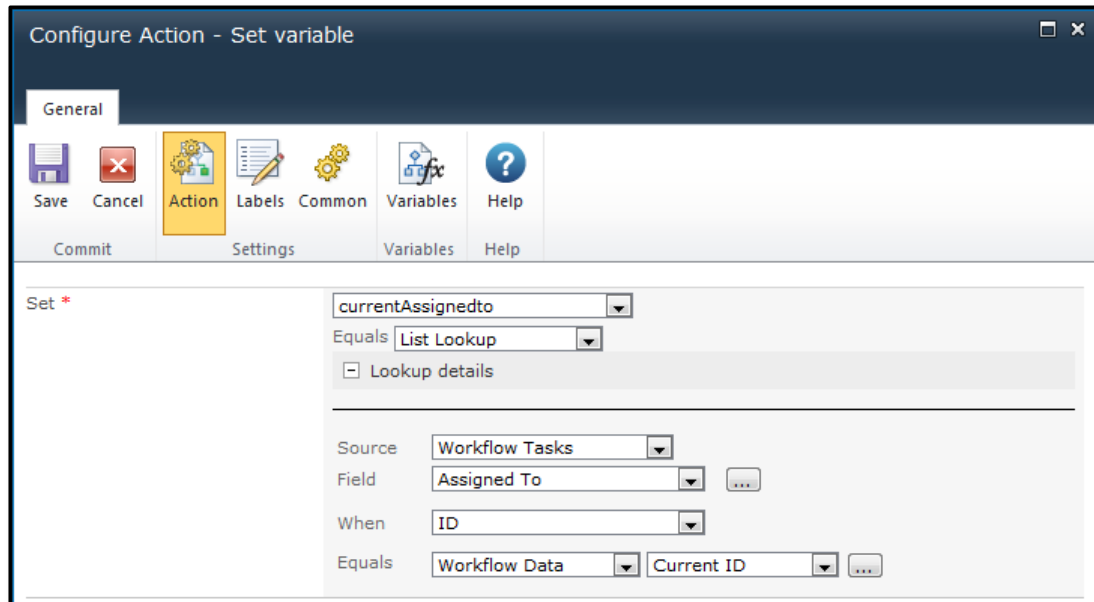 Configure Action - Set variable
General
Save Cancel Action Labels Common Variables Help
Commit Settings Variables Help
Set *
currentAssignedto
Equals List Lookup
Lookup details
Source Workflow Tasks
Field Assigned To ...
When ID
Equals Workflow Data Current ID ...